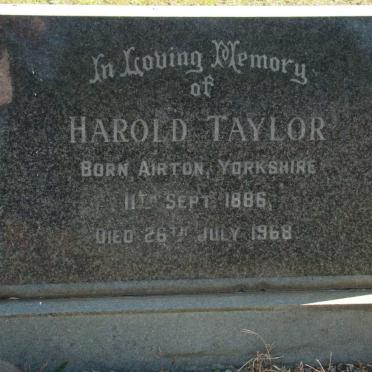 In Loving Memory
of
HAROLD TAYLOR
BORN AIRTON, YORKSHIRE
11TH SEPT. 1886,
DIED 26TH JULY 1968